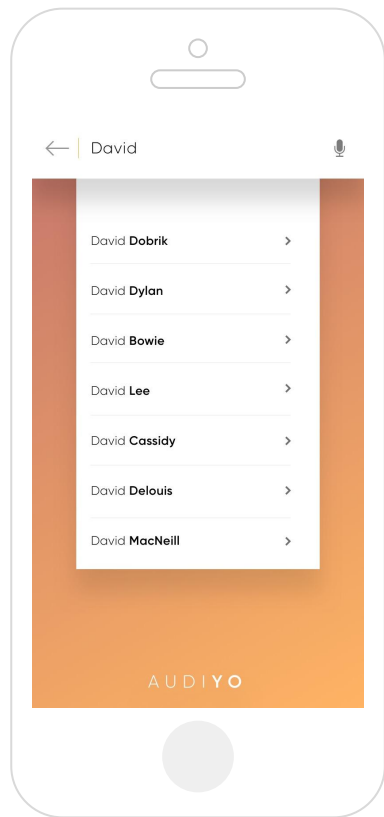 David
David Dobrik
David Dylan
David Bowie
David Lee
David Cassidy
David Delouis
David MacNeill
AUDIYO